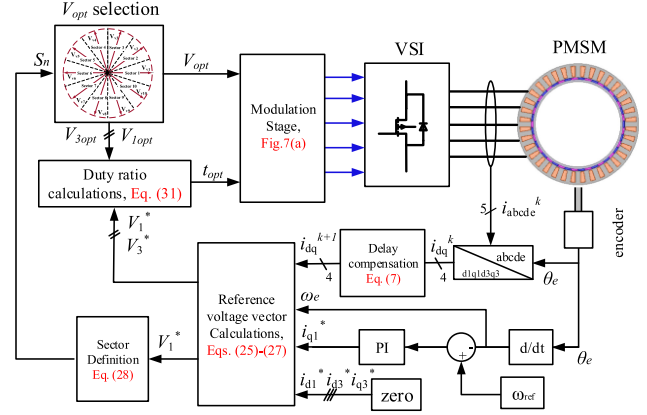 V_opt selection
S_n
V_opt
V_3opt
V_1opt
Duty ratio
calculations, Eq. (31)
t_opt
Modulation
Stage,
Fig.7(a)
VSI
PMSM
5
i_abcde^k
encoder
V_1^*
V_3^*
Reference
voltage vector
Calculations,
Eqs. (25)-(27)
i_dq^k+1
4
Delay
compensation
Eq. (7)
i_dq^k
4
abcde
d1q1d3q3
θ_e
ω_e
i_q1^*
PI
-
+
d/dt
θ_e
Sector
Definition
Eq. (28)
V_1^*
i_d1^* i_d3^* i_q3^*
zero
ω_ref